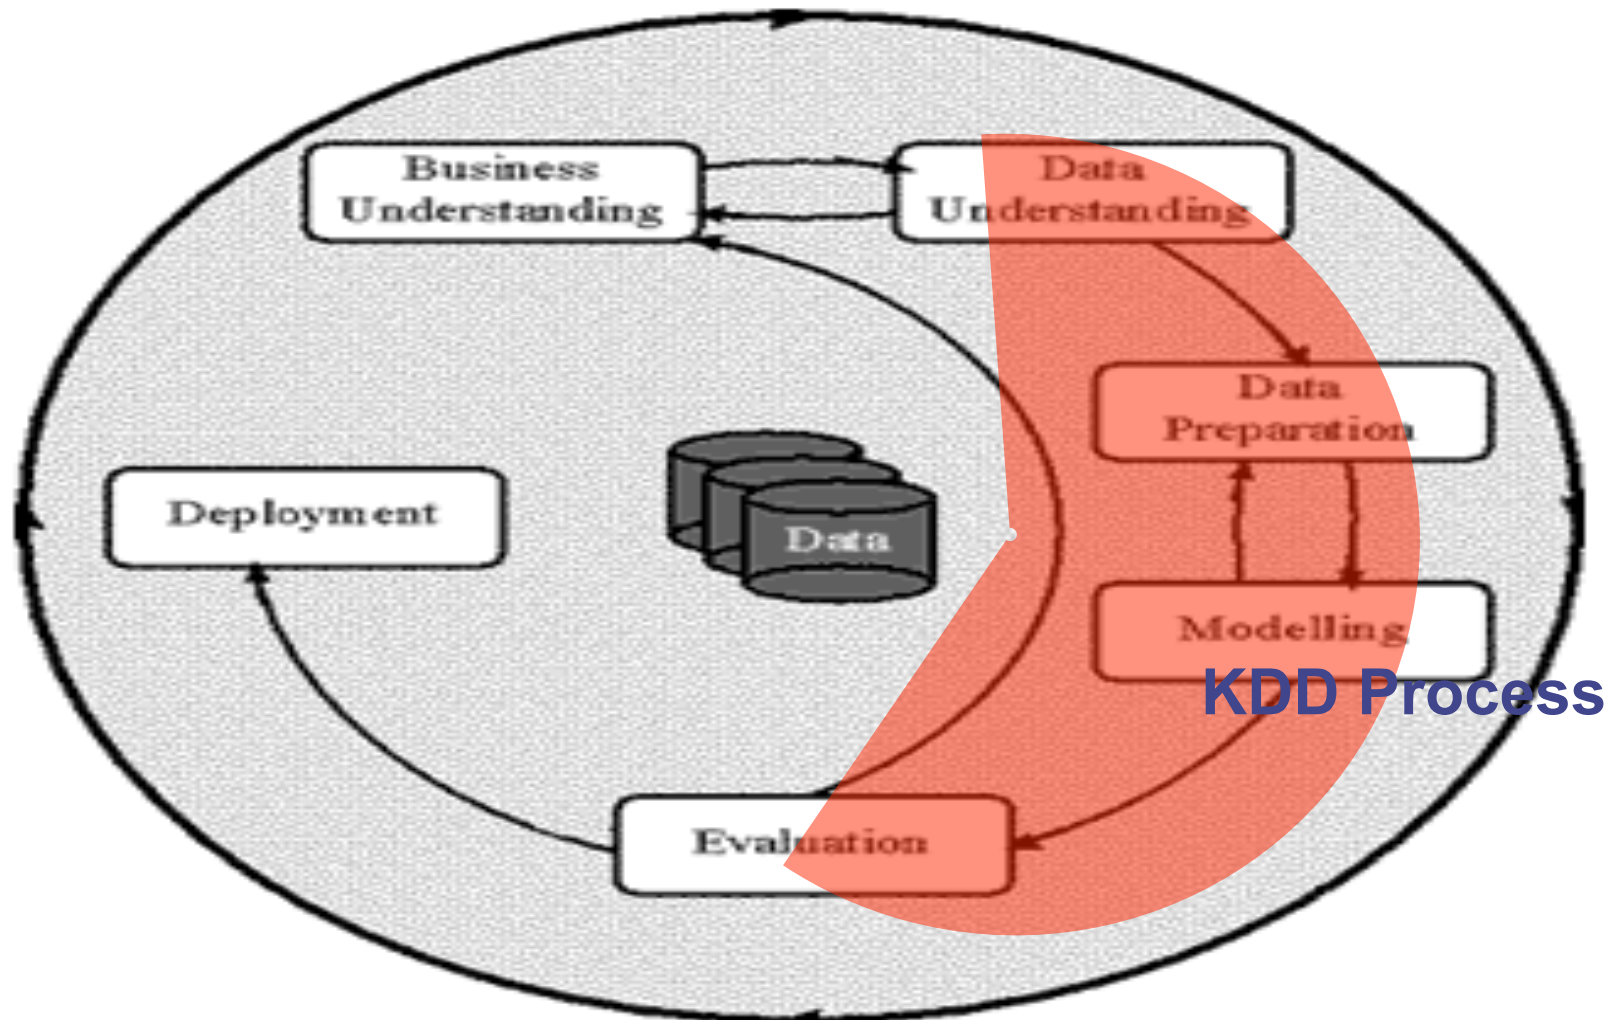 Business
Understanding
Data
Understanding
Data
Preparation
Deployment
Data
Modelling
KDD Process
Evaluation